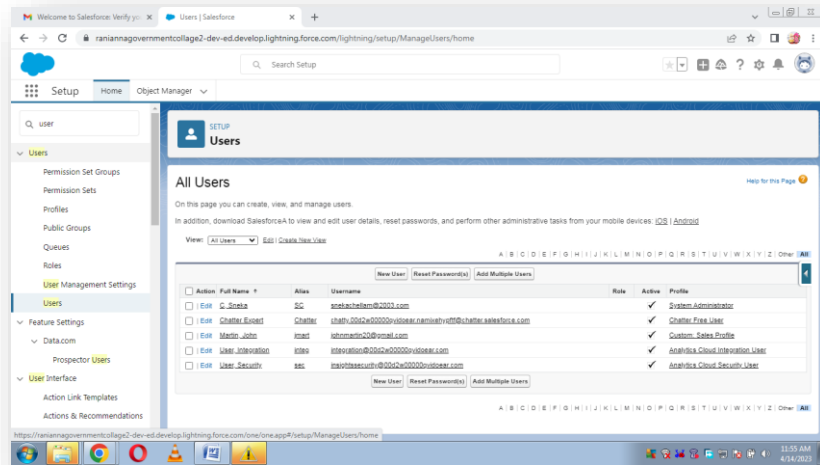 Welcome to Salesforce: Verify yo
Users | Salesforce
raniannagovernmentcollage2-dev-ed.develop.lightning.force.com/lightning/setup/ManageUsers/home
Search Setup
Setup Home Object Manager
user
Users
Permission Set Groups
Permission Sets
Profiles
Public Groups
Queues
Roles
User Management Settings
Users
Feature Settings
Data.com
Prospector Users
User Interface
Action Link Templates
Actions & Recommendations
SETUP
Users
All Users
Help for this Page
On this page you can create, view, and manage users.
In addition, download SalesforceA to view and edit user details, reset passwords, and perform other administrative tasks from your mobile devices: iOS | Android
View: All Users Edit | Create New View
A | B | C | D | E | F | G | H | I | J | K | L | M | N | O | P | Q | R | S | T | U | V | W | X | Y | Z | Other All
New User Reset Password(s) Add Multiple Users
Action Full Name Alias Username Role Active Profile
Edit C, Sneka SC snekachellam@2003.com System Administrator
Edit Chatter Expert Chatter Chatter Free User
Edit Martin, John jmart johnmartin20@gmail.com Custom: Sales Profile
Edit User, Integration integ Analytics Cloud Integration User
Edit User, Security sec Analytics Cloud Security User
New User Reset Password(s) Add Multiple Users
A | B | C | D | E | F | G | H | I | J | K | L | M | N | O | P | Q | R | S | T | U | V | W | X | Y | Z | Other All
https://raniannagovernmentcollage2-dev-ed.develop.lightning.force.com/one/one.app#/setup/ManageUsers/home
11:55 AM
4/14/2023